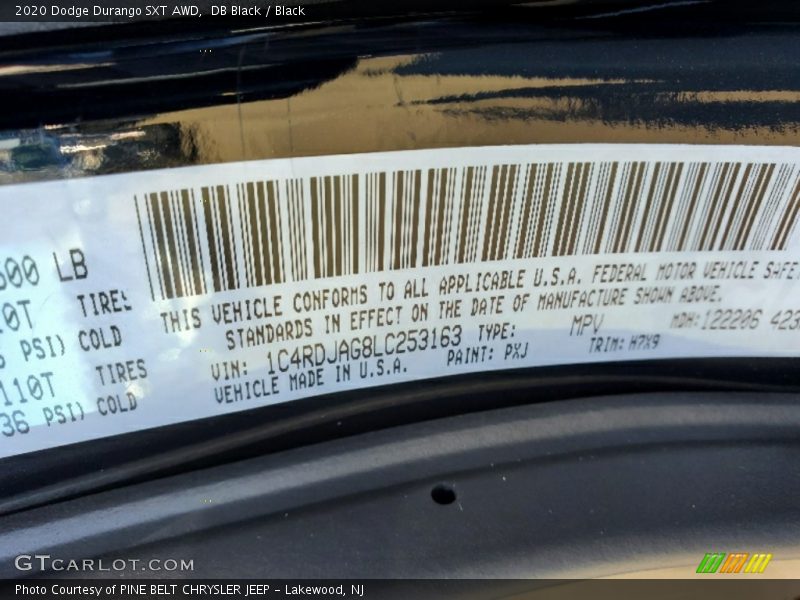 2020 Dodge Durango SXT AWD, DB Black / Black
600 LB
TIRES
PSI) COLD
110T TIRES
36 PSI) COLD
THIS VEHICLE CONFORMS TO ALL APPLICABLE U.S.A. FEDERAL MOTOR VEHICLE SAFE
STANDARDS IN EFFECT ON THE DATE OF MANUFACTURE SHOWN ABOVE.
VIN: 1C4RDJAG8LC253163 TYPE: MPV MDH: 122206 423
VEHICLE MADE IN U.S.A. PAINT: PXJ TRIM: H7X9
GTCARLOT.COM
Photo Courtesy of PINE BELT CHRYSLER JEEP - Lakewood, NJ